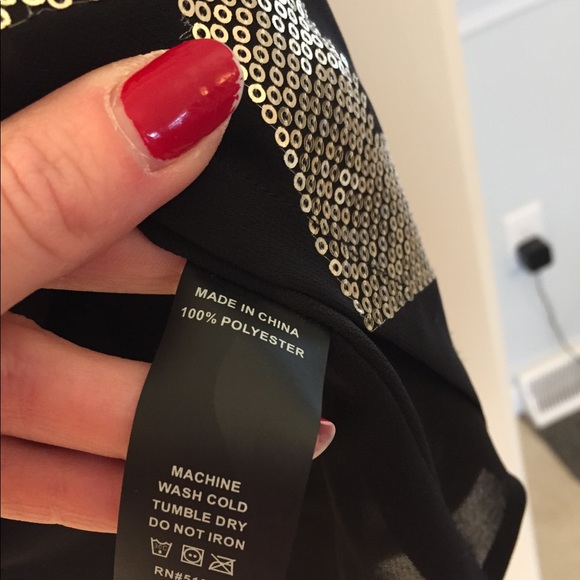 MADE IN CHINA
100% POLYESTER
MACHINE
WASH COLD
TUMBLE DRY
DO NOT IRON